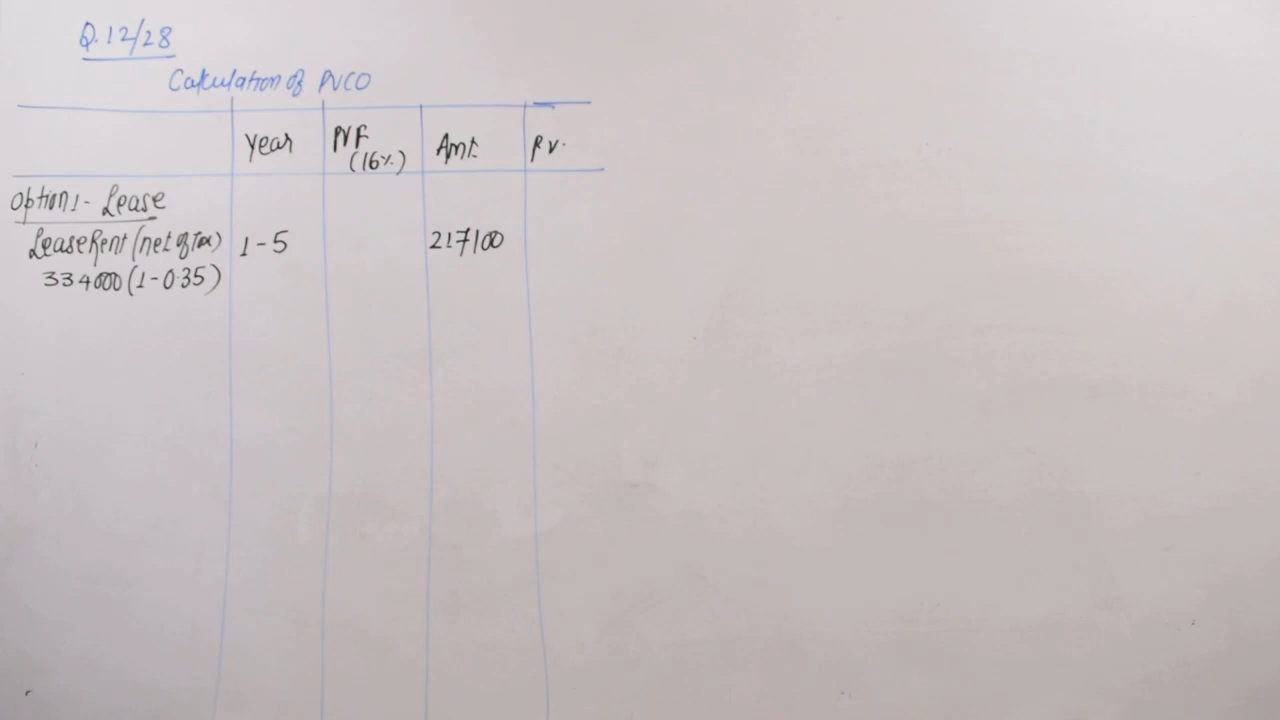 Q.12/28
Calculation of PVCO
Year PVF (16%) Amt. P.V.
Option 1 - Lease
Lease Rent (net of Tax) 1-5 217100
334000 (1-0.35)